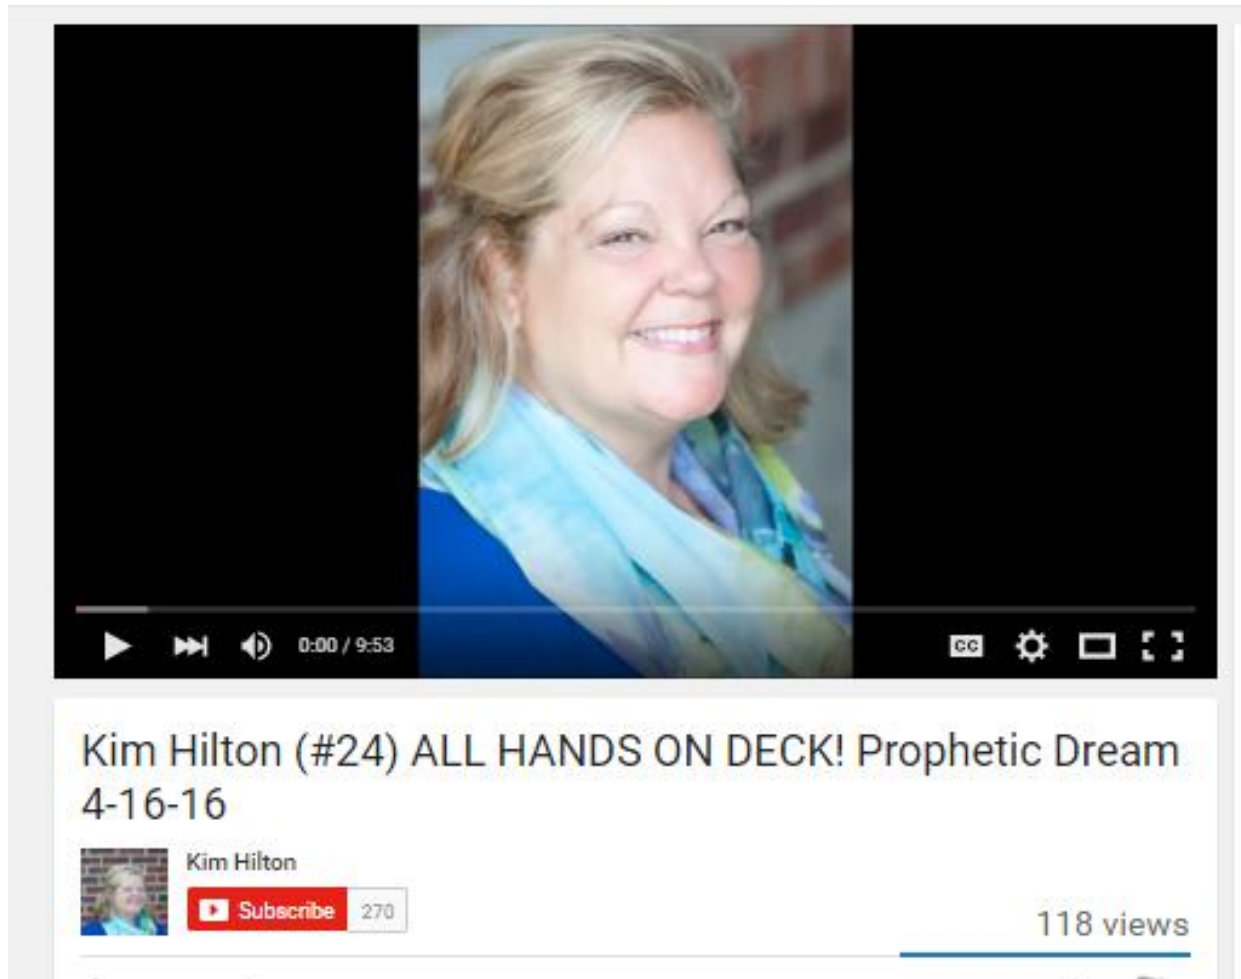 0:00 / 9:53
CC
Kim Hilton (#24) ALL HANDS ON DECK! Prophetic Dream
4-16-16
Kim Hilton
Subscribe 270
118 views